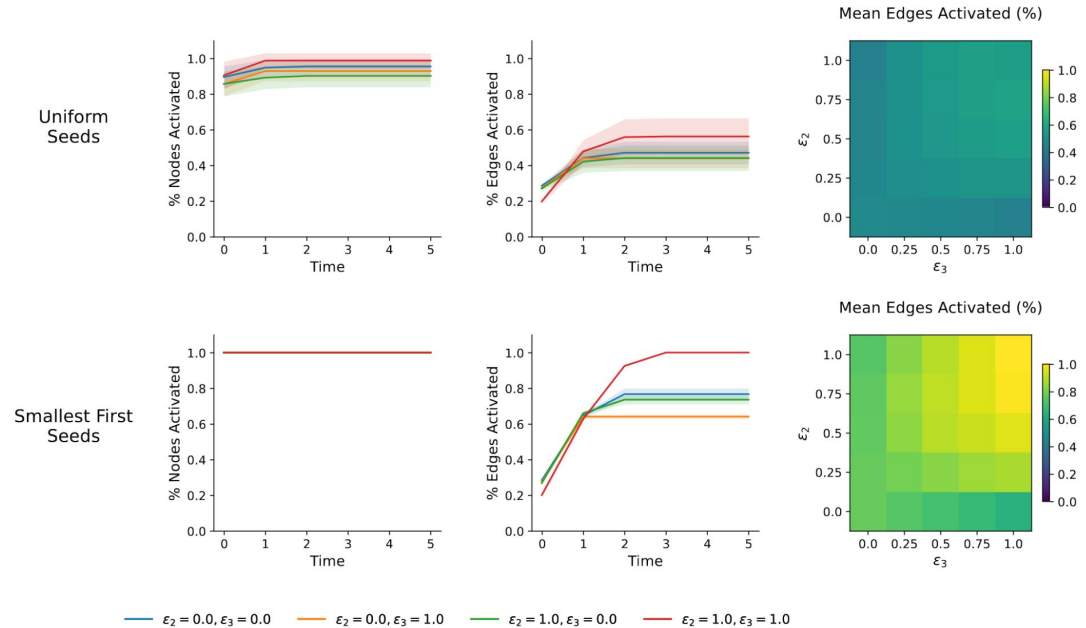 Mean Edges Activated (%)
Uniform
Seeds
% Nodes Activated
1.0
0.8
0.6
0.4
0.2
0.0
0 1 2 3 4 5
Time
% Edges Activated
1.0
0.8
0.6
0.4
0.2
0.0
0 1 2 3 4 5
Time
ε₂
1.0
0.75
0.5
0.25
0.0
0.0 0.25 0.5 0.75 1.0
ε₃
1.0
0.8
0.6
0.4
0.2
0.0
Mean Edges Activated (%)
Smallest First
Seeds
% Nodes Activated
1.0
0.8
0.6
0.4
0.2
0.0
0 1 2 3 4 5
Time
% Edges Activated
1.0
0.8
0.6
0.4
0.2
0.0
0 1 2 3 4 5
Time
ε₂
1.0
0.75
0.5
0.25
0.0
0.0 0.25 0.5 0.75 1.0
ε₃
1.0
0.8
0.6
0.4
0.2
0.0
ε₂ = 0.0, ε₃ = 0.0 ε₂ = 0.0, ε₃ = 1.0 ε₂ = 1.0, ε₃ = 0.0 ε₂ = 1.0, ε₃ = 1.0